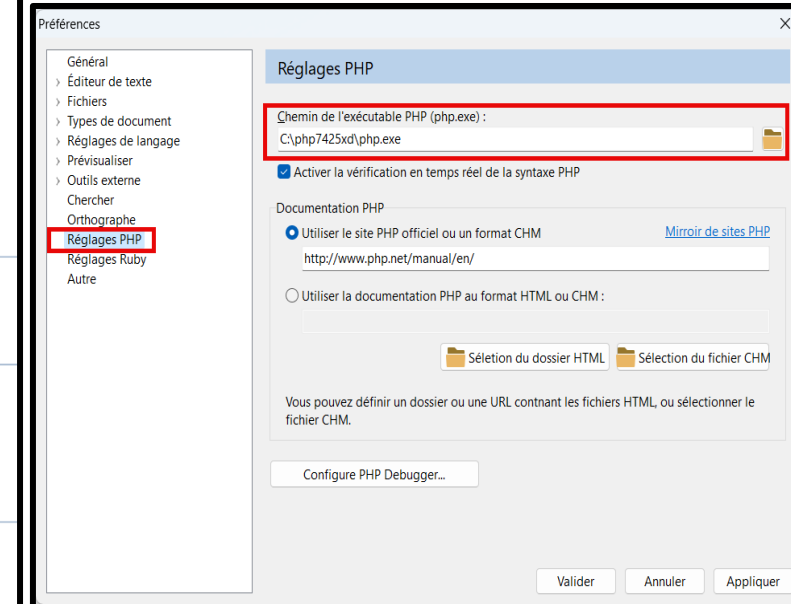 Préférences
Général
Éditeur de texte
Fichiers
Types de document
Réglages de langage
Prévisualiser
Outils externe
Chercher
Orthographe
Réglages PHP
Réglages Ruby
Autre
Réglages PHP
Chemin de l'exécutable PHP (php.exe) :
C:\php7425xd\php.exe
Activer la vérification en temps réel de la syntaxe PHP
Documentation PHP
Utiliser le site PHP officiel ou un format CHM
Mirroir de sites PHP
http://www.php.net/manual/en/
Utiliser la documentation PHP au format HTML ou CHM :
Séletion du dossier HTML
Sélection du fichier CHM
Vous pouvez définir un dossier ou une URL contnant les fichiers HTML, ou sélectionner le
fichier CHM.
Configure PHP Debugger...
Valider
Annuler
Appliquer